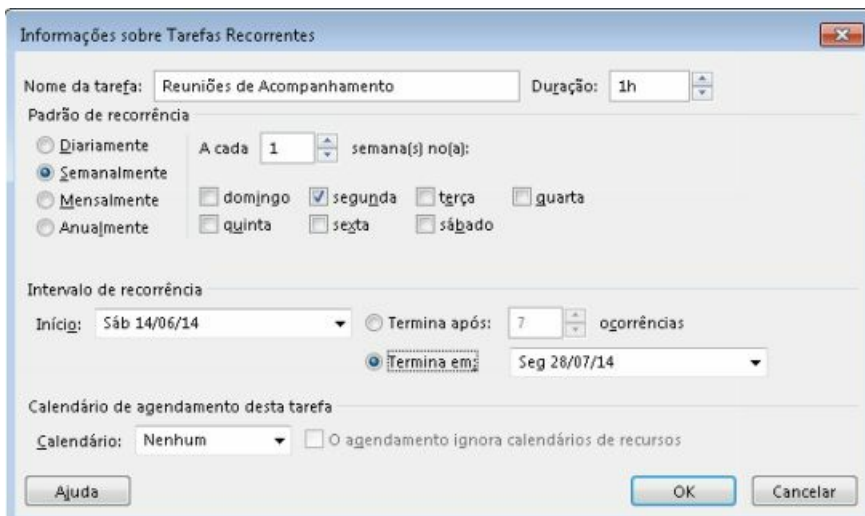 Informações sobre Tarefas Recorrentes
Nome da tarefa: Reuniões de Acompanhamento Duração: 1h
Padrão de recorrência
Diariamente A cada 1 semana(s) no(a):
Semanalmente
Mensalmente domingo segunda terça quarta
Anualmente quinta sexta sábado
Intervalo de recorrência
Início: Sáb 14/06/14 Termina após: 7 ocorrências
Termina em: Seg 28/07/14
Calendário de agendamento desta tarefa
Calendário: Nenhum O agendamento ignora calendários de recursos
Ajuda OK Cancelar